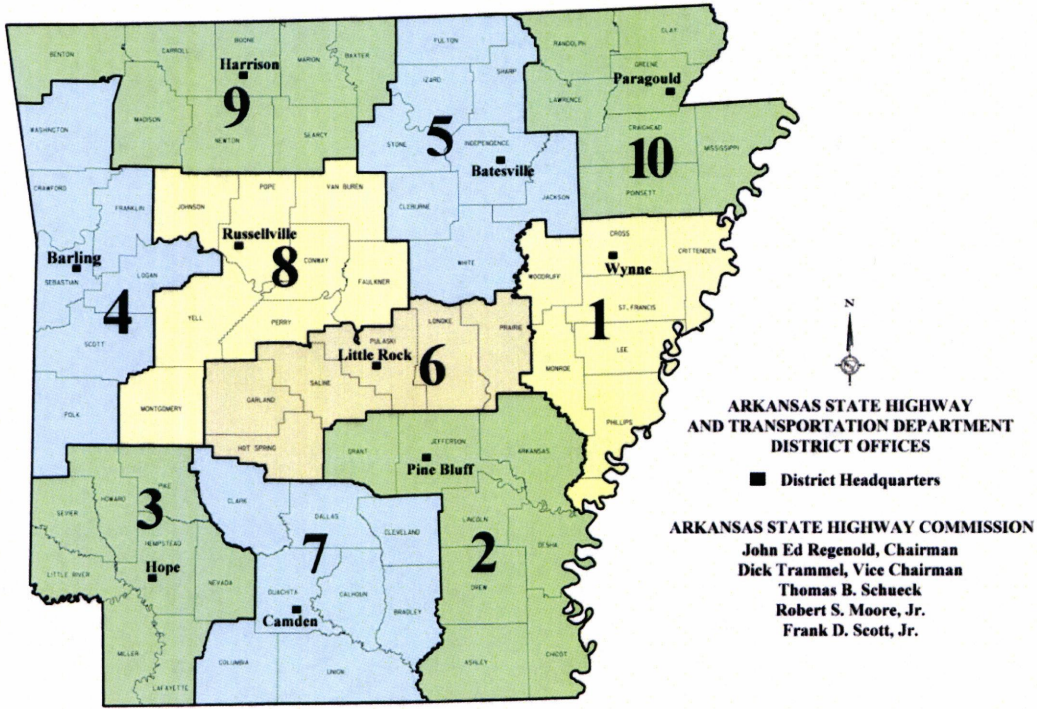 FULTON
RANDOLPH
CLAY
BENTON
CARROLL
BOONE
MARION
BAXTER
Harrison
9
MADISON
NEWTON
SEARCY
IZARD
SHARP
5
STONE
INDEPENDENCE
Batesville
CLEBURNE
JACKSON
WHITE
GREENE
Paragould
LAWRENCE
CRAIGHEAD
MISSISSIPPI
10
POINSETT
WASHINGTON
CRAWFORD
FRANKLIN
Barling
SEBASTIAN
LOGAN
4
SCOTT
POLK
JOHNSON
POPE
VAN BUREN
Russellville
8
CONWAY
FAULKNER
YELL
PERRY
MONTGOMERY
CROSS
CRITTENDEN
Wynne
WOODRUFF
1
ST. FRANCIS
LEE
MONROE
PHILLIPS
LONOKE
PRAIRIE
PULASKI
Little Rock
6
SALINE
GARLAND
HOT SPRING
GRANT
JEFFERSON
ARKANSAS
Pine Bluff
LINCOLN
2
DESHA
DREW
ASHLEY
CHICOT
PIKE
HOWARD
SEVIER
3
HEMPSTEAD
Hope
LITTLE RIVER
NEVADA
MILLER
LAFAYETTE
CLARK
DALLAS
CLEVELAND
7
OUACHITA
CALHOUN
Camden
BRADLEY
COLUMBIA
UNION
N
ARKANSAS STATE HIGHWAY
AND TRANSPORTATION DEPARTMENT
DISTRICT OFFICES
District Headquarters
ARKANSAS STATE HIGHWAY COMMISSION
John Ed Regenold, Chairman
Dick Trammel, Vice Chairman
Thomas B. Schueck
Robert S. Moore, Jr.
Frank D. Scott, Jr.